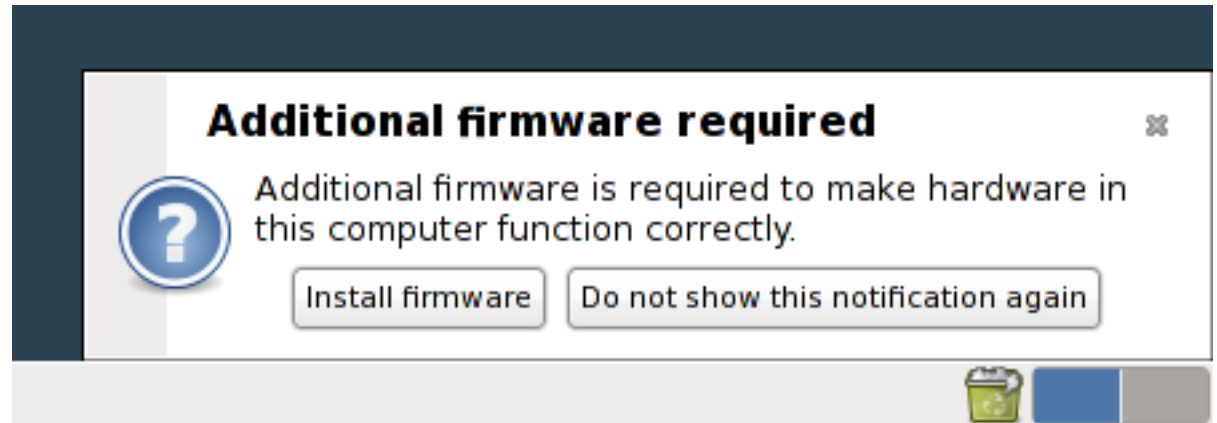 Additional firmware required
Additional firmware is required to make hardware in
this computer function correctly.
Install firmware
Do not show this notification again